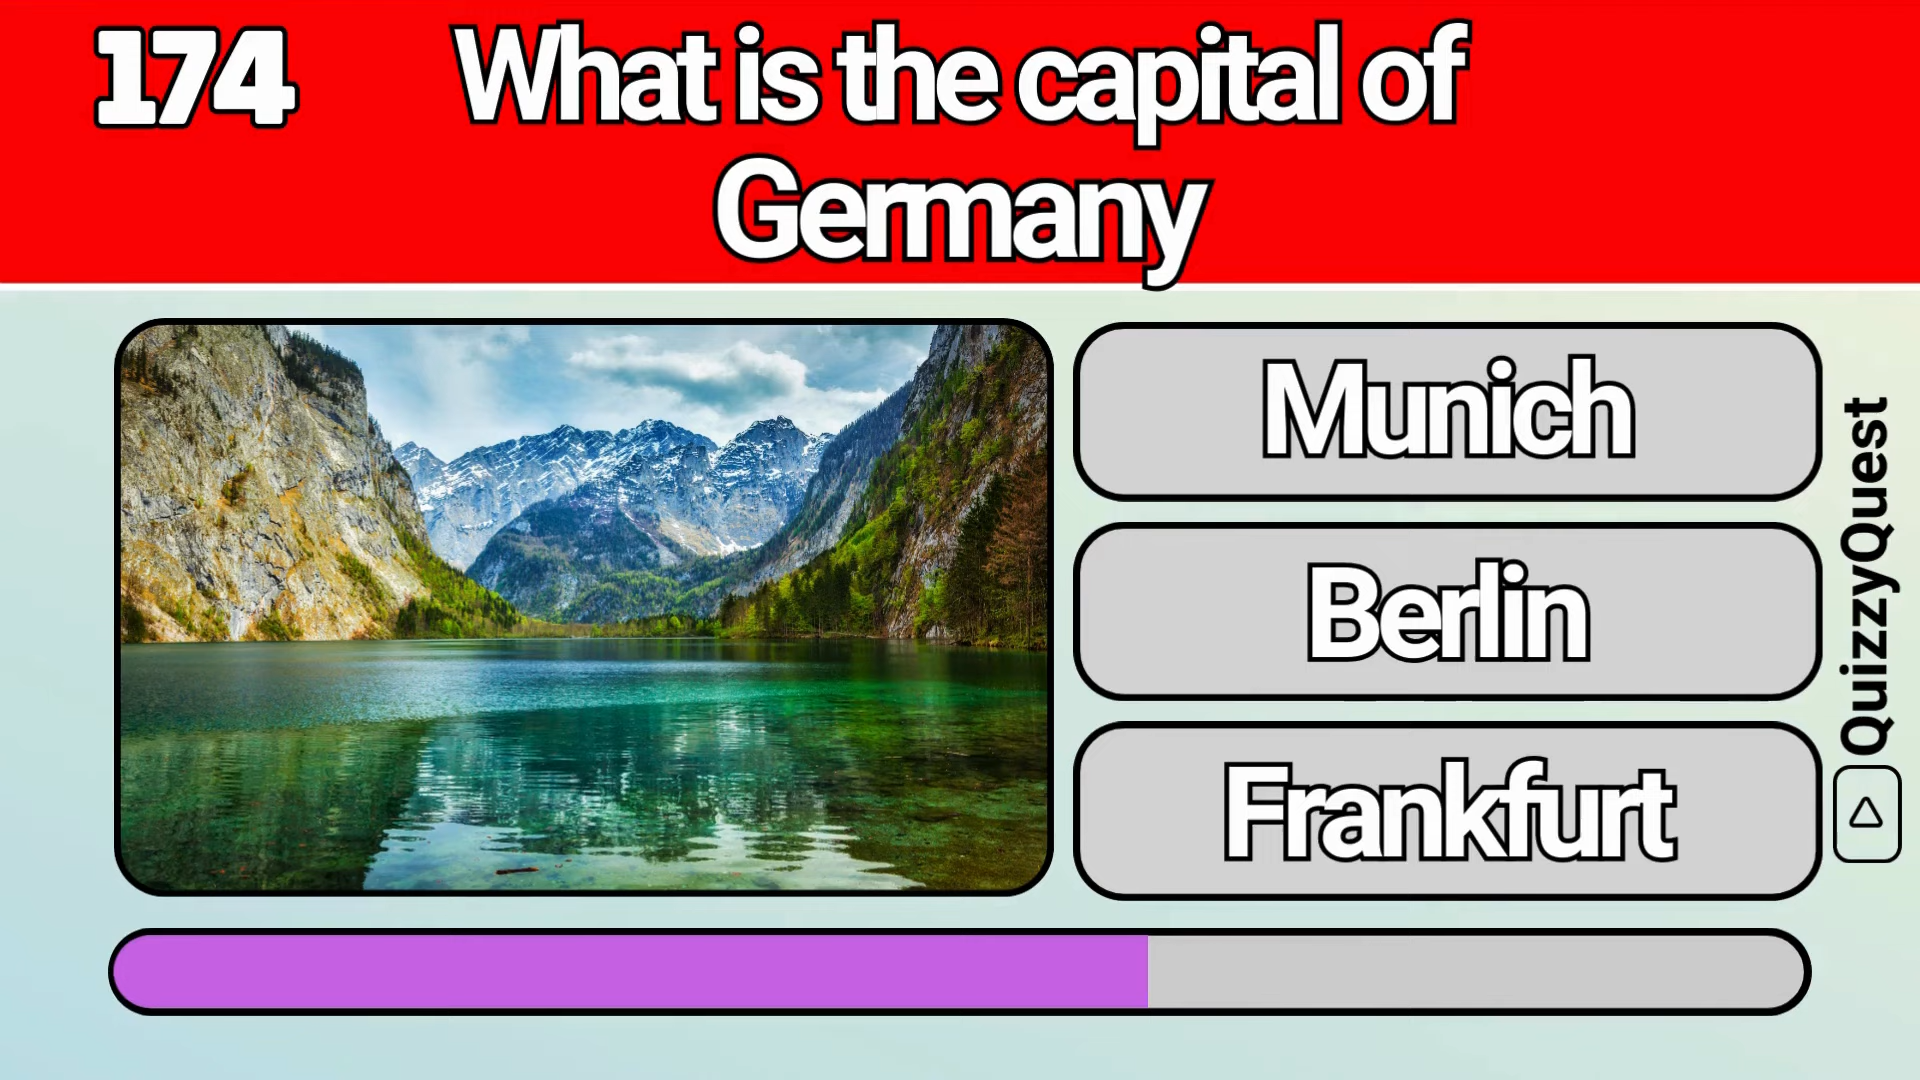 174
What is the capital of
Germany
Munich
Berlin
Frankfurt
QuizzyQuest